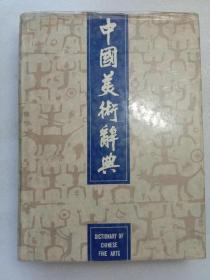 中國美術辭典
DICTIONARY OF
CHINESE
FINE ARTS